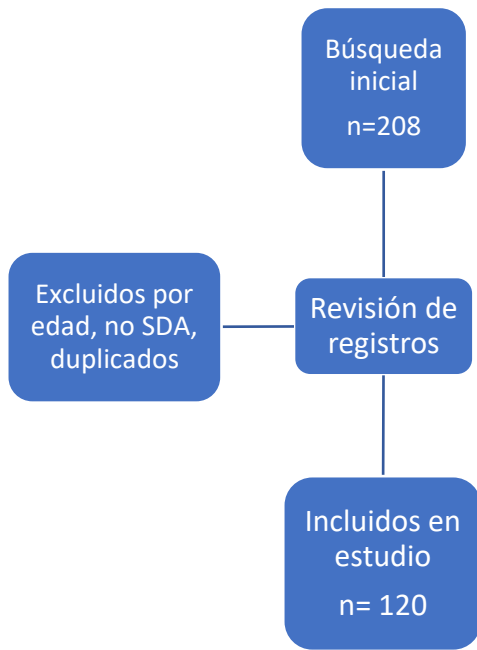 Búsqueda
inicial
n=208
Excluidos por
edad, no SDA,
duplicados
Revisión de
registros
Incluidos en
estudio
n= 120